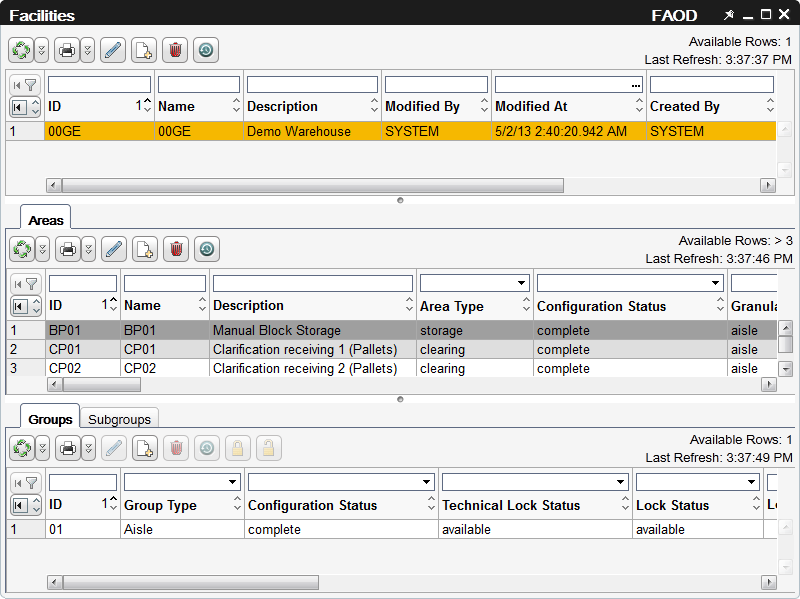 Facilities FAOD
Available Rows: 1
Last Refresh: 3:37:37 PM
...
ID 1 Name Description Modified By Modified At Created By
1 00GE 00GE Demo Warehouse SYSTEM 5/2/13 2:40:20.942 AM SYSTEM
Areas
Available Rows: > 3
Last Refresh: 3:37:46 PM
ID 1 Name Description Area Type Configuration Status Granula
1 BP01 BP01 Manual Block Storage storage complete aisle
2 CP01 CP01 Clarification receiving 1 (Pallets) clearing complete aisle
3 CP02 CP02 Clarification receiving 2 (Pallets) clearing complete aisle
Groups Subgroups
Available Rows: 1
Last Refresh: 3:37:49 PM
ID 1 Group Type Configuration Status Technical Lock Status Lock Status
1 01 Aisle complete available available